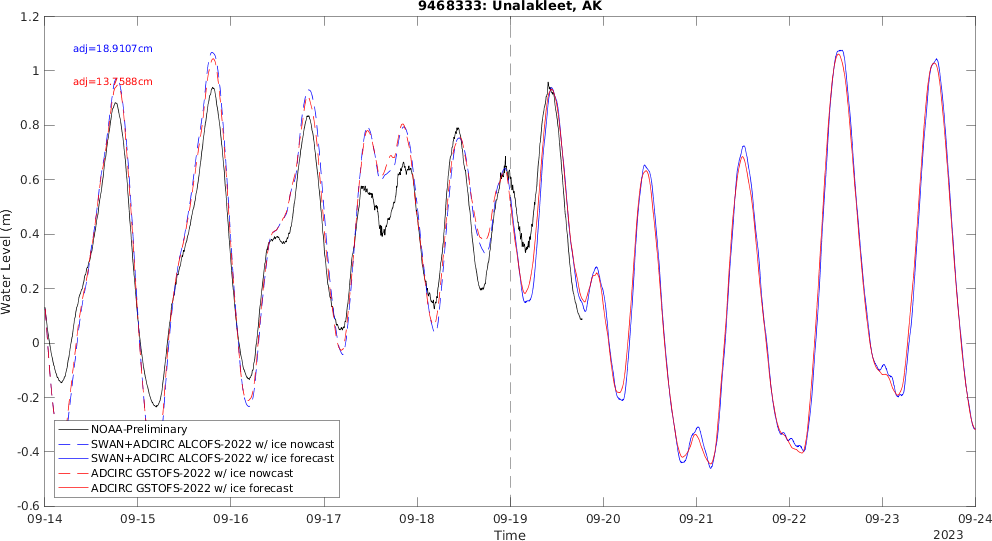 9468333: Unalakleet, AK
1.2
1
0.8
0.6
0.4
0.2
0
-0.2
-0.4
-0.6
Water Level (m)
adj=18.9107cm
adj=13.7588cm
NOAA-Preliminary
SWAN+ADCIRC ALCOFS-2022 w/ ice nowcast
SWAN+ADCIRC ALCOFS-2022 w/ ice forecast
ADCIRC GSTOFS-2022 w/ ice nowcast
ADCIRC GSTOFS-2022 w/ ice forecast
09-14 09-15 09-16 09-17 09-18 09-19 09-20 09-21 09-22 09-23 09-24
Time
2023